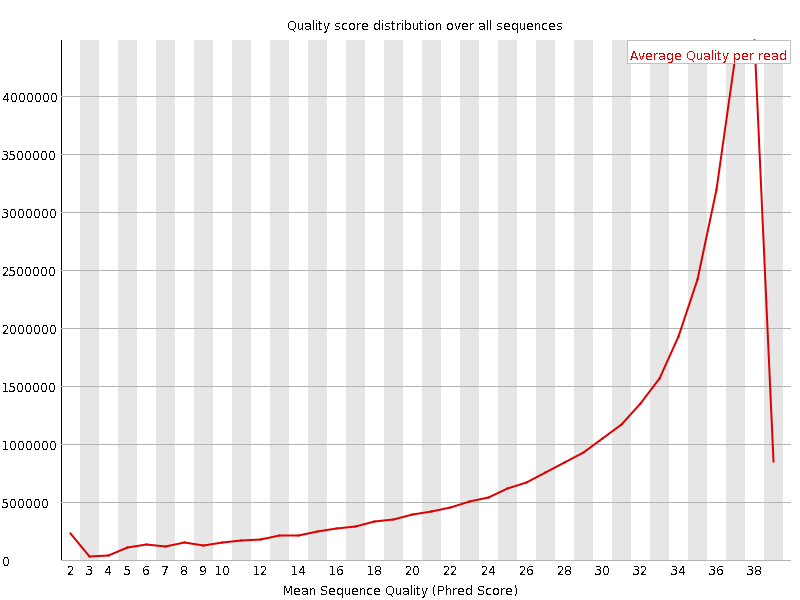 Quality score distribution over all sequences
Average Quality per read
4000000
3500000
3000000
2500000
2000000
1500000
1000000
500000
0
2 3 4 5 6 7 8 9 10 12 14 16 18 20 22 24 26 28 30 32 34 36 38
Mean Sequence Quality (Phred Score)